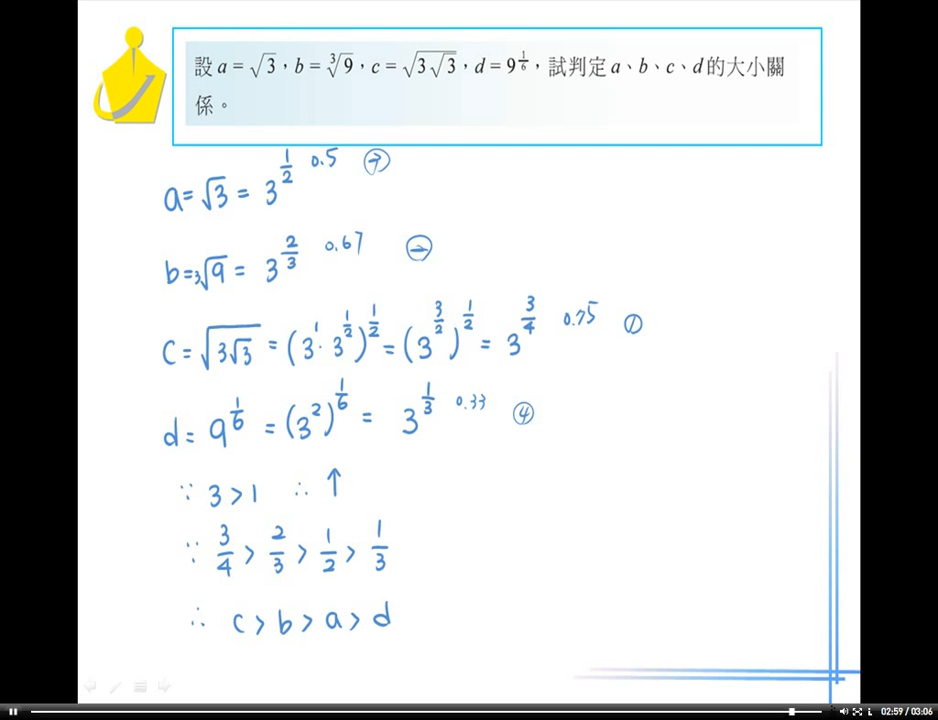 設 a = √3，b = ∛9，c = √(3√3)，d = 9^(1/6)，試判定 a、b、c、d 的大小關
係。
a = √3 = 3^(1/2) 0.5 ㊂
b = ∛9 = 3^(2/3) 0.67 ㊁
c = √(3√3) = (3^1 · 3^(1/2))^(1/2) = (3^(3/2))^(1/2) = 3^(3/4) 0.75 ①
d = 9^(1/6) = (3^2)^(1/6) = 3^(1/3) 0.33 ④
∵ 3 > 1 ∴ ↑
∵ 3/4 > 2/3 > 1/2 > 1/3
∴ c > b > a > d
02:59 / 03:06